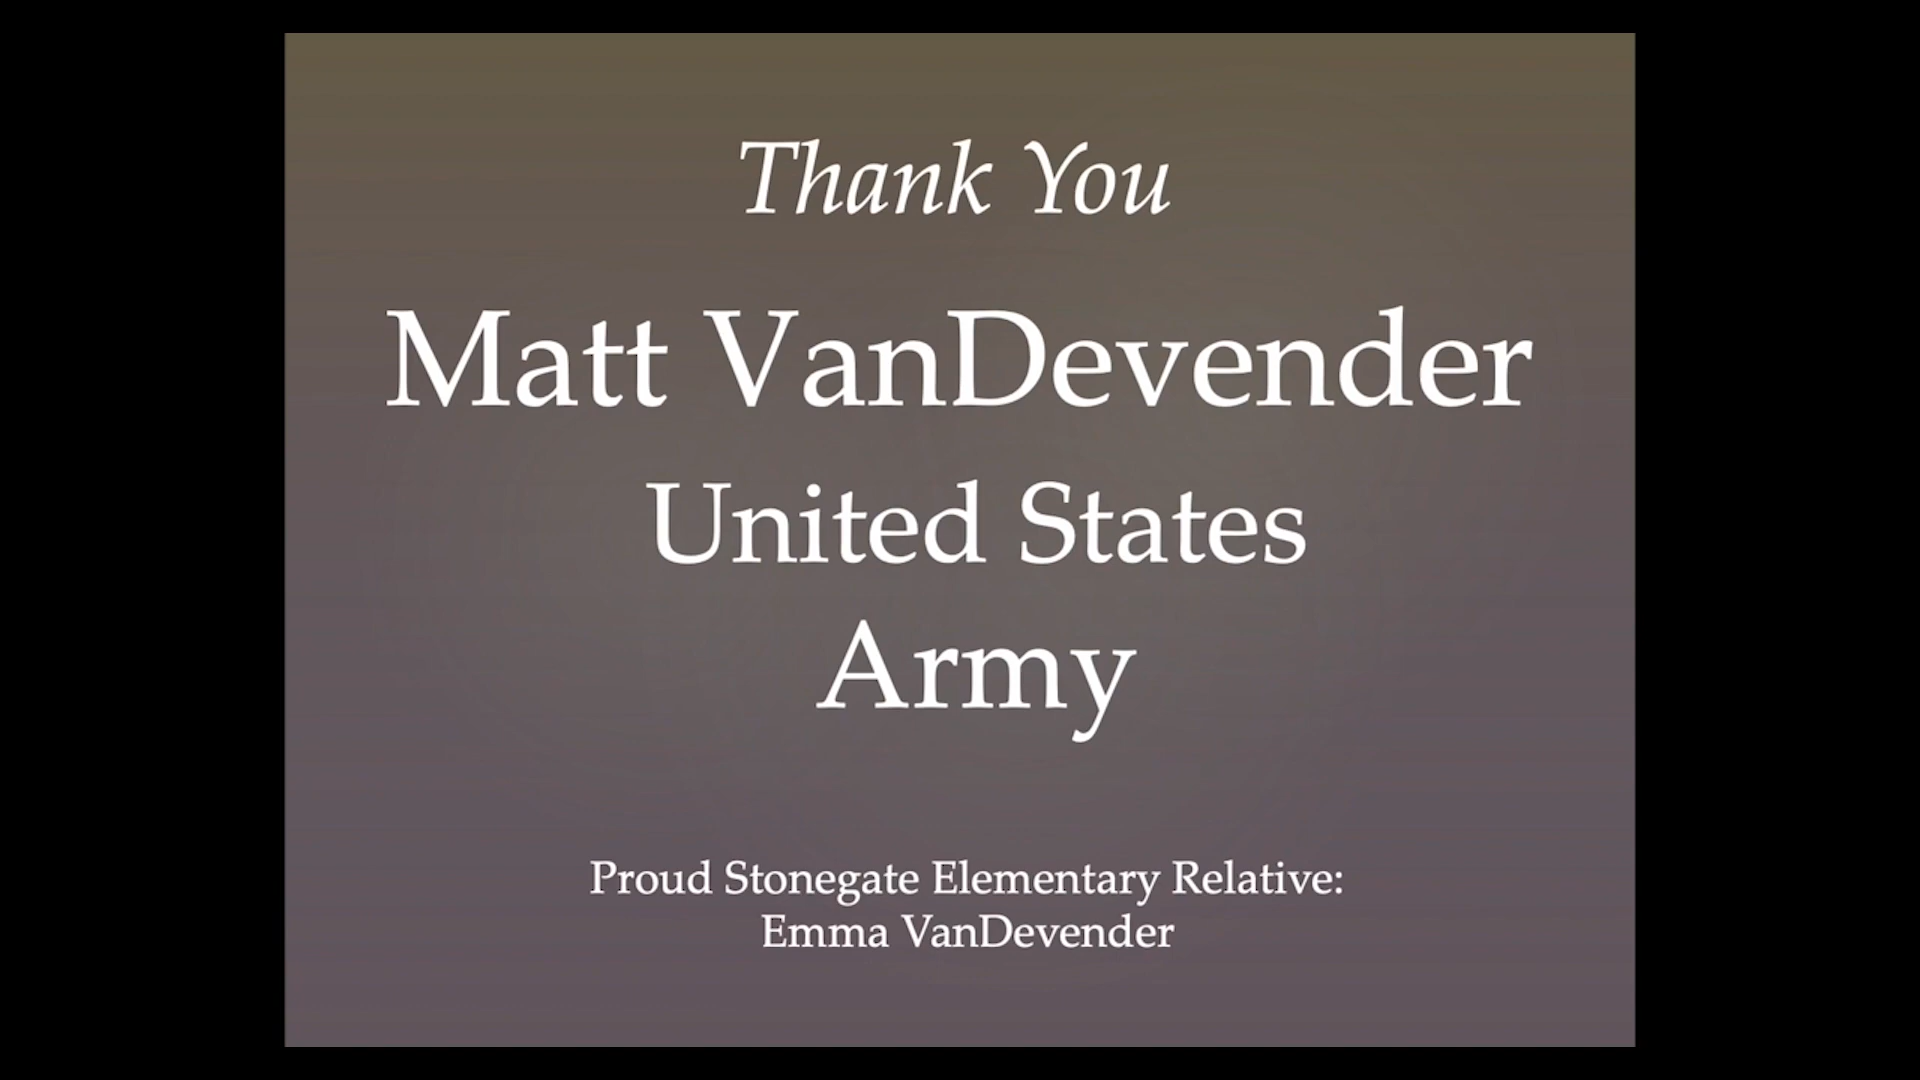 Thank You
Matt VanDevender
United States
Army
Proud Stonegate Elementary Relative:
Emma VanDevender